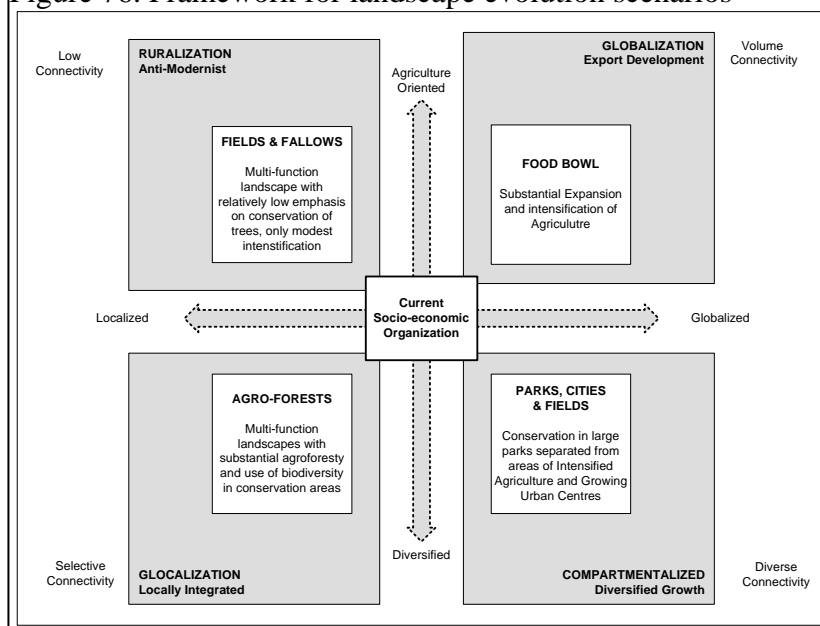 Figure 78. Framework for landscape evolution scenarios
Low
Connectivity
RURALIZATION
Anti-Modernist
Agriculture
Oriented
GLOBALIZATION
Export Development
Volume
Connectivity
FIELDS & FALLOWS
Multi-function
landscape with
relatively low emphasis
on conservation of
trees, only modest
intenstification
FOOD BOWL
Substantial Expansion
and intensification of
Agriculutre
Localized
Current
Socio-economic
Organization
Globalized
AGRO-FORESTS
Multi-function
landscapes with
substantial agroforesty
and use of biodiversity
in conservation areas
PARKS, CITIES
& FIELDS
Conservation in large
parks separated from
areas of Intensified
Agriculture and Growing
Urban Centres
Selective
Connectivity
GLOCALIZATION
Locally Integrated
Diversified
COMPARTMENTALIZED
Diversified Growth
Diverse
Connectivity